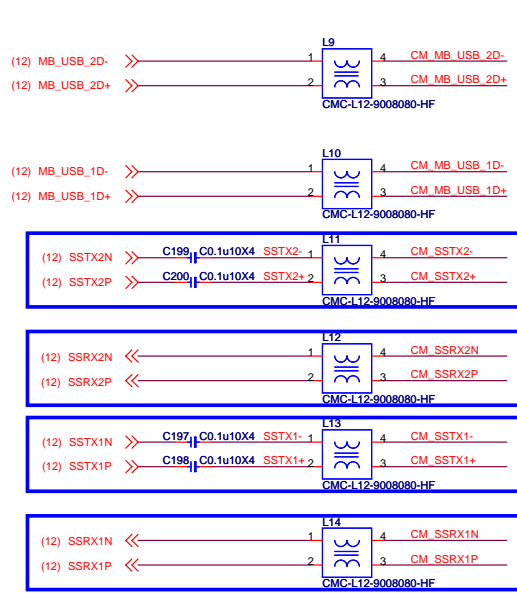 L9
(12) MB_USB_2D- 1 4 CM_MB_USB_2D-
(12) MB_USB_2D+ 2 3 CM_MB_USB_2D+
CMC-L12-9008080-HF
L10
(12) MB_USB_1D- 1 4 CM_MB_USB_1D-
(12) MB_USB_1D+ 2 3 CM_MB_USB_1D+
CMC-L12-9008080-HF
L11
(12) SSTX2N C199 C0.1u10X4 SSTX2- 1 4 CM_SSTX2-
(12) SSTX2P C200 C0.1u10X4 SSTX2+ 2 3 CM_SSTX2+
CMC-L12-9008080-HF
L12
(12) SSRX2N 1 4 CM_SSRX2N
(12) SSRX2P 2 3 CM_SSRX2P
CMC-L12-9008080-HF
L13
(12) SSTX1N C197 C0.1u10X4 SSTX1- 1 4 CM_SSTX1-
(12) SSTX1P C198 C0.1u10X4 SSTX1+ 2 3 CM_SSTX1+
CMC-L12-9008080-HF
L14
(12) SSRX1N 1 4 CM_SSRX1N
(12) SSRX1P 2 3 CM_SSRX1P
CMC-L12-9008080-HF